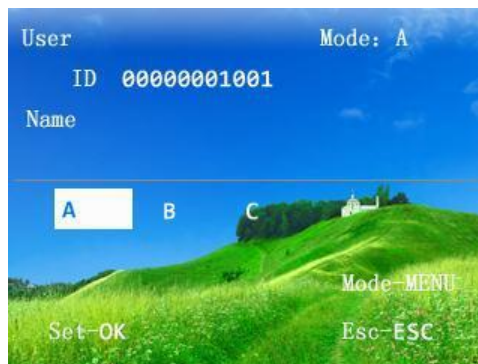 User Mode: A
ID 00000001001
Name
A B C
Mode-MENU
Set-OK Esc-ESC